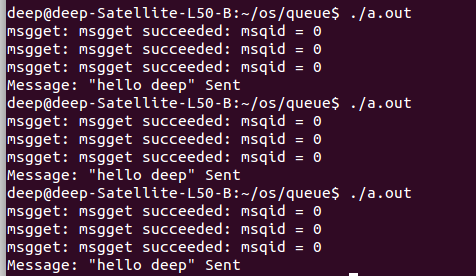 deep@deep-Satellite-L50-B:~/os/queue$ ./a.out
msgget: msgget succeeded: msqid = 0
msgget: msgget succeeded: msqid = 0
msgget: msgget succeeded: msqid = 0
Message: "hello deep" Sent
deep@deep-Satellite-L50-B:~/os/queue$ ./a.out
msgget: msgget succeeded: msqid = 0
msgget: msgget succeeded: msqid = 0
msgget: msgget succeeded: msqid = 0
Message: "hello deep" Sent
deep@deep-Satellite-L50-B:~/os/queue$ ./a.out
msgget: msgget succeeded: msqid = 0
msgget: msgget succeeded: msqid = 0
msgget: msgget succeeded: msqid = 0
Message: "hello deep" Sent